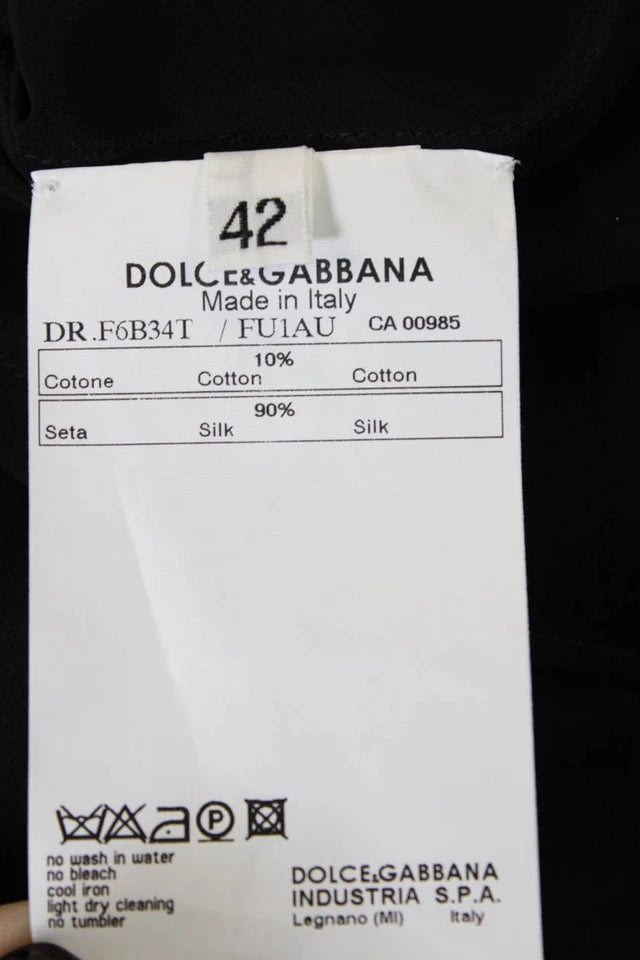 42
DOLCE&GABBANA
Made in Italy
DR.F6B34T / FU1AU CA 00985
10%
Cotone Cotton Cotton
90%
Seta Silk Silk
P
no wash in water
no bleach
cool iron
light dry cleaning
no tumbler
DOLCE&GABBANA
INDUSTRIA S.P.A.
Legnano (MI) Italy